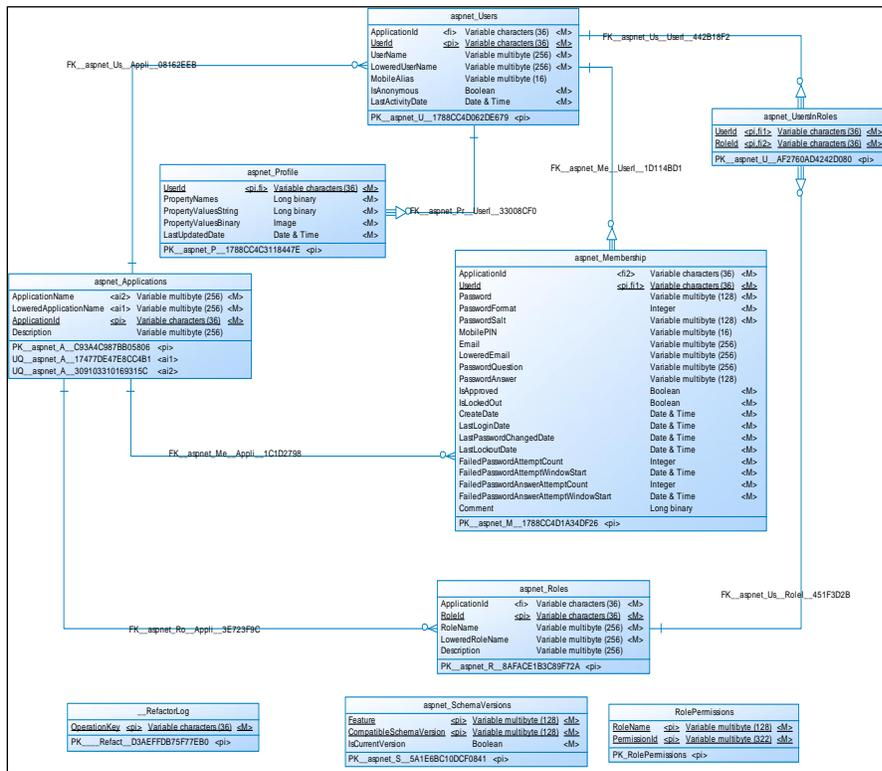 aspnet_Users
ApplicationId <fi> Variable characters (36) <M>
UserId <pi> Variable characters (36) <M>
UserName Variable multibyte (256) <M>
LoweredUserName Variable multibyte (256) <M>
MobileAlias Variable multibyte (16)
IsAnonymous Boolean <M>
LastActivityDate Date & Time <M>
PK__aspnet_U__1788CC4D062DE679 <pi>
FK__aspnet_Us__UserI__442B18F2
FK__aspnet_Us__Appli__08162EEB
aspnet_UsersInRoles
UserId <pi,fi1> Variable characters (36) <M>
RoleId <pi,fi2> Variable characters (36) <M>
PK__aspnet_U__AF2760AD4242D080 <pi>
FK__aspnet_Me__UserI__1D114BD1
aspnet_Profile
UserId <pi,fi> Variable characters (36) <M>
PropertyNames Long binary <M>
PropertyValuesString Long binary <M>
PropertyValuesBinary Image <M>
LastUpdatedDate Date & Time <M>
PK__aspnet_P__1788CC4C3118447E <pi>
FK__aspnet_Pr__UserI__33008CF0
aspnet_Applications
ApplicationName <ai2> Variable multibyte (256) <M>
LoweredApplicationName <ai1> Variable multibyte (256) <M>
ApplicationId <pi> Variable characters (36) <M>
Description Variable multibyte (256)
PK__aspnet_A__C93A4C987BB05806 <pi>
UQ__aspnet_A__17477DE47E8CC4B1 <ai1>
UQ__aspnet_A__309103310169315C <ai2>
aspnet_Membership
ApplicationId <fi2> Variable characters (36) <M>
UserId <pi,fi1> Variable characters (36) <M>
Password Variable multibyte (128) <M>
PasswordFormat Integer <M>
PasswordSalt Variable multibyte (128) <M>
MobilePIN Variable multibyte (16)
Email Variable multibyte (256)
LoweredEmail Variable multibyte (256)
PasswordQuestion Variable multibyte (256)
PasswordAnswer Variable multibyte (128)
IsApproved Boolean <M>
IsLockedOut Boolean <M>
CreateDate Date & Time <M>
LastLoginDate Date & Time <M>
LastPasswordChangedDate Date & Time <M>
LastLockoutDate Date & Time <M>
FailedPasswordAttemptCount Integer <M>
FailedPasswordAttemptWindowStart Date & Time <M>
FailedPasswordAnswerAttemptCount Integer <M>
FailedPasswordAnswerAttemptWindowStart Date & Time <M>
Comment Long binary
PK__aspnet_M__1788CC4D1A34DF26 <pi>
FK__aspnet_Me__Appli__1C1D2798
aspnet_Roles
ApplicationId <fi> Variable characters (36) <M>
RoleId <pi> Variable characters (36) <M>
RoleName Variable multibyte (256) <M>
LoweredRoleName Variable multibyte (256) <M>
Description Variable multibyte (256)
PK__aspnet_R__8AFACE1B3C89F72A <pi>
FK__aspnet_Us__RoleI__451F3D2B
FK__aspnet_Ro__Appli__3E723F9C
__RefactorLog
OperationKey <pi> Variable characters (36) <M>
PK____Refact__D3AEFFDB75F77EB0 <pi>
aspnet_SchemaVersions
Feature <pi> Variable multibyte (128) <M>
CompatibleSchemaVersion <pi> Variable multibyte (128) <M>
IsCurrentVersion Boolean <M>
PK__aspnet_S__5A1E6BC10DCF0841 <pi>
RolePermissions
RoleName <pi> Variable multibyte (128) <M>
PermissionId <pi> Variable multibyte (322) <M>
PK_RolePermissions <pi>